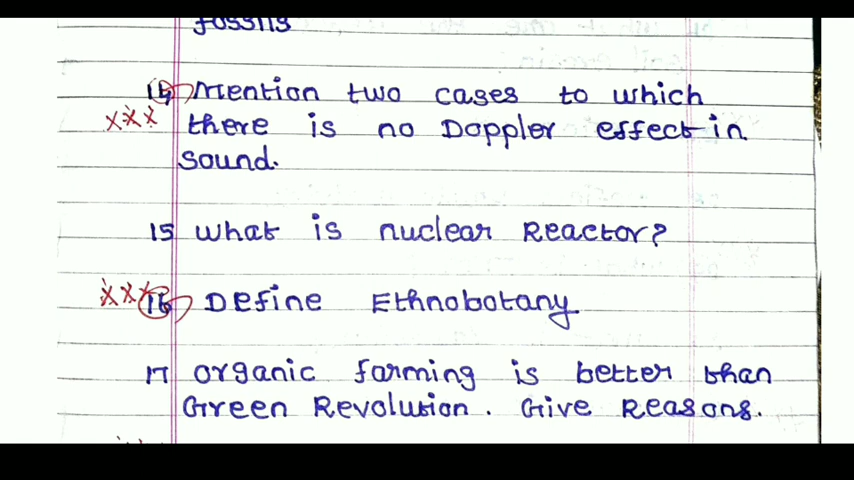 fossils
14 Mention two cases to which
xxx there is no Doppler effect in
sound.
15 What is nuclear Reactor?
xxx 16 Define Ethnobotany
17 organic farming is better than
Green Revolution. Give Reasons.